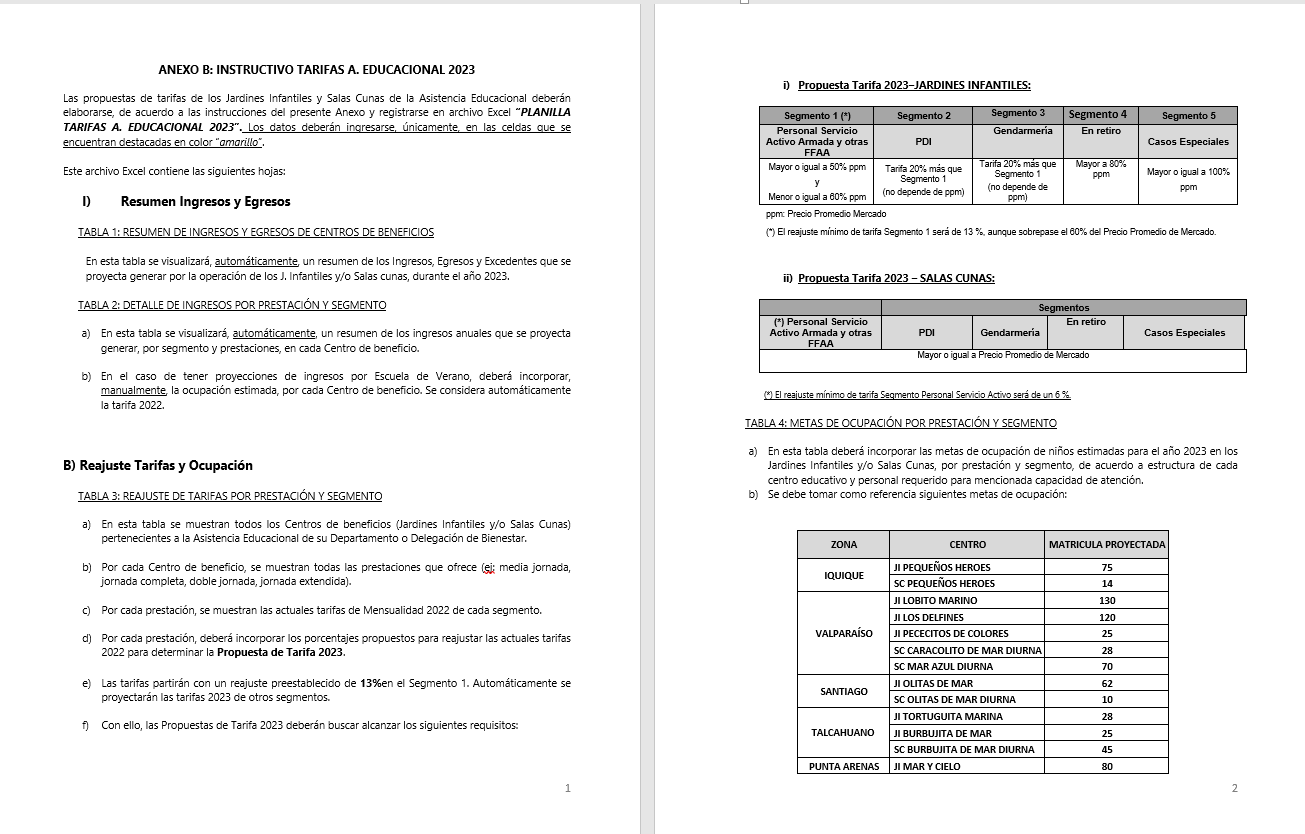 ANEXO B: INSTRUCTIVO TARIFAS A. EDUCACIONAL 2023
Las propuestas de tarifas de los Jardines Infantiles y Salas Cunas de la Asistencia Educacional deberán
elaborarse, de acuerdo a las instrucciones del presente Anexo y registrarse en archivo Excel "PLANILLA
TARIFAS A. EDUCACIONAL 2023". Los datos deberán ingresarse, únicamente, en las celdas que se
encuentran destacadas en color "amarillo".
Este archivo Excel contiene las siguientes hojas:
I) Resumen Ingresos y Egresos
TABLA 1: RESUMEN DE INGRESOS Y EGRESOS DE CENTROS DE BENEFICIOS
En esta tabla se visualizará, automáticamente, un resumen de los Ingresos, Egresos y Excedentes que se
proyecta generar por la operación de los J. Infantiles y/o Salas cunas, durante el año 2023.
TABLA 2: DETALLE DE INGRESOS POR PRESTACIÓN Y SEGMENTO
a) En esta tabla se visualizará, automáticamente, un resumen de los ingresos anuales que se proyecta
generar, por segmento y prestaciones, en cada Centro de beneficio.
b) En el caso de tener proyecciones de ingresos por Escuela de Verano, deberá incorporar,
manualmente, la ocupación estimada, por cada Centro de beneficio. Se considera automáticamente
la tarifa 2022.
B) Reajuste Tarifas y Ocupación
TABLA 3: REAJUSTE DE TARIFAS POR PRESTACIÓN Y SEGMENTO
a) En esta tabla se muestran todos los Centros de beneficios (Jardines Infantiles y/o Salas Cunas)
pertenecientes a la Asistencia Educacional de su Departamento o Delegación de Bienestar.
b) Por cada Centro de beneficio, se muestran todas las prestaciones que ofrece (ej: media jornada,
jornada completa, doble jornada, jornada extendida).
c) Por cada prestación, se muestran las actuales tarifas de Mensualidad 2022 de cada segmento.
d) Por cada prestación, deberá incorporar los porcentajes propuestos para reajustar las actuales tarifas
2022 para determinar la Propuesta de Tarifa 2023.
e) Las tarifas partirán con un reajuste preestablecido de 13%en el Segmento 1. Automáticamente se
proyectarán las tarifas 2023 de otros segmentos.
f) Con ello, las Propuestas de Tarifa 2023 deberán buscar alcanzar los siguientes requisitos:
1
i) Propuesta Tarifa 2023–JARDINES INFANTILES:
Segmento 1 (*) Segmento 2 Segmento 3 Segmento 4 Segmento 5
Personal Servicio Activo Armada y otras FFAA PDI Gendarmería En retiro Casos Especiales
Mayor o igual a 50% ppm
y
Menor o igual a 60% ppm
Tarifa 20% más que
Segmento 1
(no depende de ppm)
Tarifa 20% más que
Segmento 1
(no depende de
ppm)
Mayor a 80%
ppm
Mayor o igual a 100%
ppm
ppm: Precio Promedio Mercado
(*) El reajuste mínimo de tarifa Segmento 1 será de 13 %, aunque sobrepase el 60% del Precio Promedio de Mercado.
ii) Propuesta Tarifa 2023 – SALAS CUNAS:
Segmentos
(*) Personal Servicio Activo Armada y otras FFAA PDI Gendarmería En retiro Casos Especiales
Mayor o igual a Precio Promedio de Mercado
(*) El reajuste mínimo de tarifa Segmento Personal Servicio Activo será de un 6 %.
TABLA 4: METAS DE OCUPACIÓN POR PRESTACIÓN Y SEGMENTO
a) En esta tabla deberá incorporar las metas de ocupación de niños estimadas para el año 2023 en los
Jardines Infantiles y/o Salas Cunas, por prestación y segmento, de acuerdo a estructura de cada
centro educativo y personal requerido para mencionada capacidad de atención.
b) Se debe tomar como referencia siguientes metas de ocupación:
ZONA CENTRO MATRICULA PROYECTADA
IQUIQUE JI PEQUEÑOS HEROES 75
SC PEQUEÑOS HEROES 14
VALPARAÍSO JI LOBITO MARINO 130
JI LOS DELFINES 120
JI PECECITOS DE COLORES 25
SC CARACOLITO DE MAR DIURNA 28
SC MAR AZUL DIURNA 70
SANTIAGO JI OLITAS DE MAR 62
SC OLITAS DE MAR DIURNA 10
TALCAHUANO JI TORTUGUITA MARINA 28
JI BURBUJITA DE MAR 25
SC BURBUJITA DE MAR DIURNA 45
PUNTA ARENAS JI MAR Y CIELO 80
2